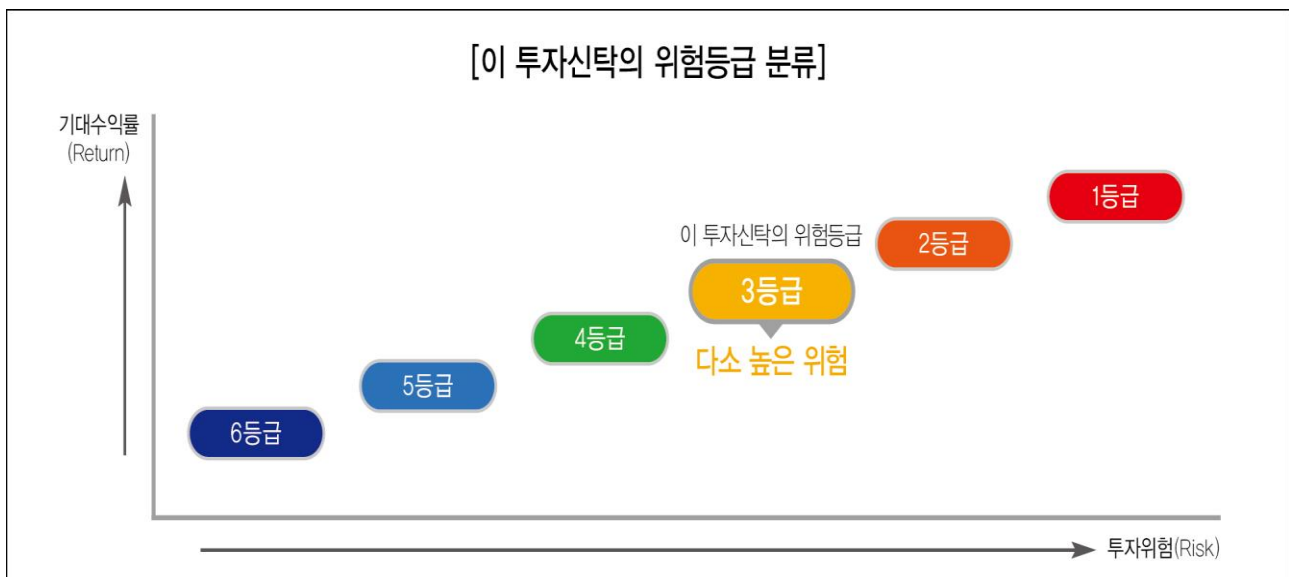 [이 투자신탁의 위험등급 분류]
기대수익률
(Return)
1등급
이 투자신탁의 위험등급
2등급
3등급
4등급
다소 높은 위험
5등급
6등급
투자위험(Risk)